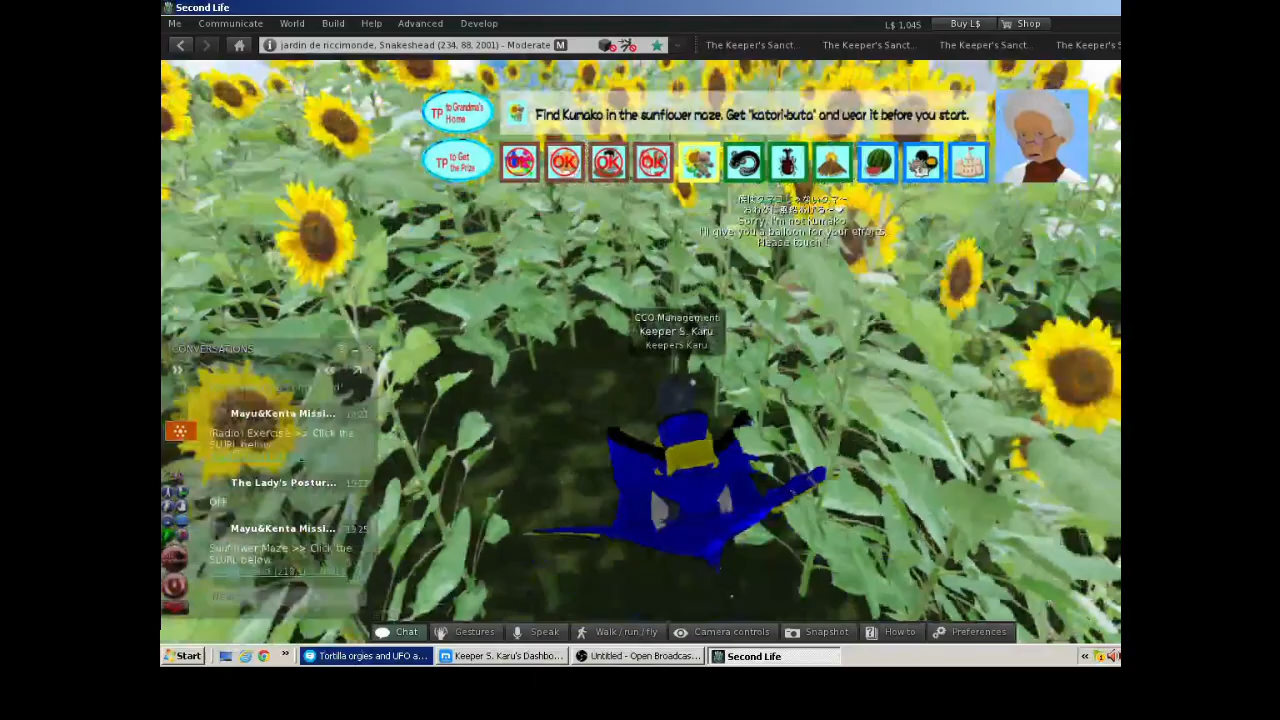 Second Life
Me Communicate World Build Help Advanced Develop L$ 1,045 Buy L$ Shop
jardin de riccimonde, Snakeshead (234, 88, 2001) - Moderate M The Keeper's Sanct... The Keeper's Sanct... The Keeper's Sanct... The Keeper's S
TP to Grandma's Home
Find Kumako in the sunflower maze. Get "katori-buta" and wear it before you start.
TP to Get the Prize
OK OK OK OK
Sorry, I'm not kumako
I'll give you a balloon for your efforts.
Please touch !
CCO Management
Keeper S. Karu
Keepers Karu
CONVERSATIONS
Mayu&Kenta Missi...
(Radio) Exercise >> Click the
SLURL below.
The Lady's Postur...
Off
Mayu&Kenta Missi... 19:25
Sunflower Maze >> Click the
SLURL below.
Chat Gestures Speak Walk / run / fly Camera controls Snapshot How to Preferences
Start Tortilla orgies and UFO a... Keeper S. Karu's Dashbo... Untitled - Open Broadcas... Second Life